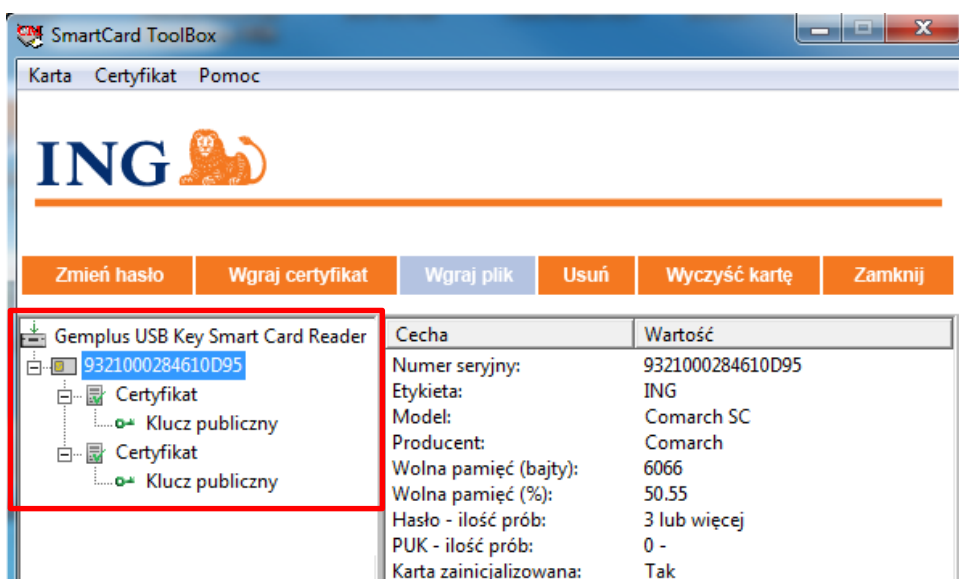 SmartCard ToolBox
Karta Certyfikat Pomoc
ING
Zmień hasło Wgraj certyfikat Wgraj plik Usuń Wyczyść kartę Zamknij
Gemplus USB Key Smart Card Reader
9321000284610D95
Certyfikat
Klucz publiczny
Certyfikat
Klucz publiczny
Cecha Wartość
Numer seryjny: 9321000284610D95
Etykieta: ING
Model: Comarch SC
Producent: Comarch
Wolna pamięć (bajty): 6066
Wolna pamięć (%): 50.55
Hasło - ilość prób: 3 lub więcej
PUK - ilość prób: 0 -
Karta zainicjalizowana: Tak